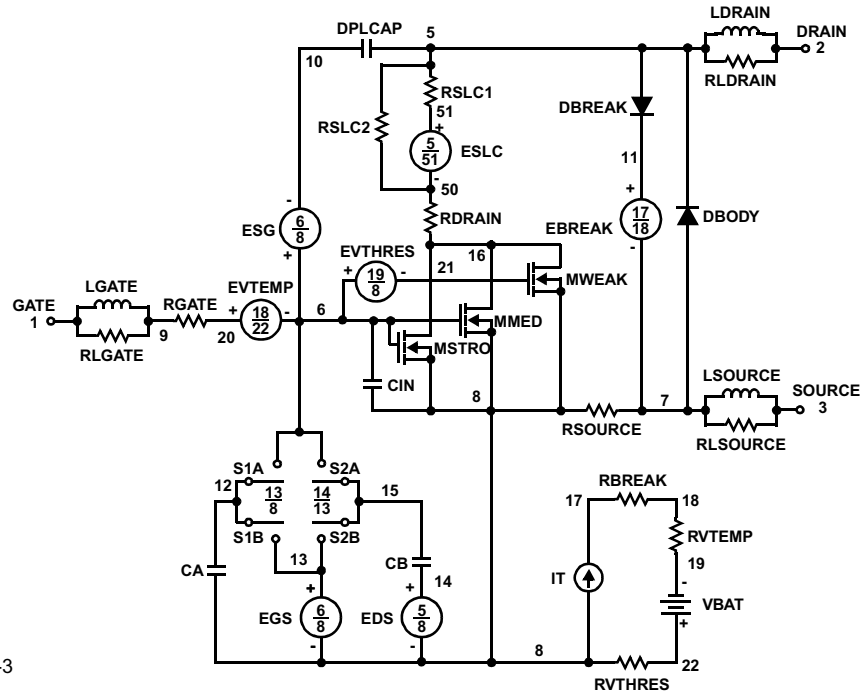 LDRAIN
DPLCAP 5 DRAIN
10 2
RLDRAIN
RSLC1
DBREAK
51
RSLC2
+
5
51
ESLC
11
-
50
-
+
6
8
ESG
RDRAIN
17
18
EBREAK
DBODY
EVTHRES
+
16
+
19
8
-
21
-
LGATE
MWEAK
EVTEMP
GATE
RGATE
+
18
22
-
6
1
MMED
9
20
MSTRO
RLGATE
LSOURCE
CIN
8
7
SOURCE
3
RSOURCE
RLSOURCE
S1A
S2A
12
13
8
14
13
15
RBREAK
17
18
S1B
S2B
RVTEMP
13
CB
19
CA
14
IT
-
+
+
VBAT
EGS
6
8
EDS
5
8
+
-
-
8
22
RVTHRES
-3